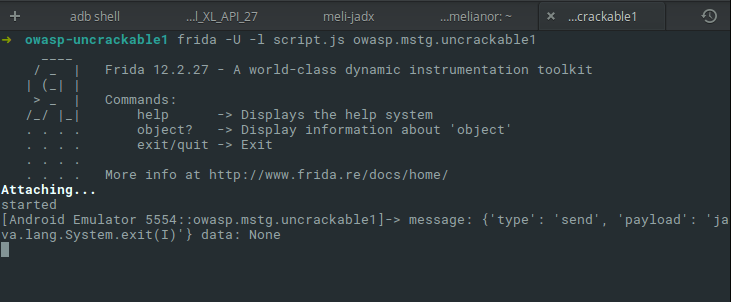 + adb shell ...l_XL_API_27 meli-jadx ...melianor: ~ × ...crackable1
→ owasp-uncrackable1 frida -U -l script.js owasp.mstg.uncrackable1
     ____
    / _  |   Frida 12.2.27 - A world-class dynamic instrumentation toolkit
   | (_| |
    > _  |   Commands:
   /_/ |_|       help      -> Displays the help system
   . . . .       object?   -> Display information about 'object'
   . . . .       exit/quit -> Exit
   . . . .
   . . . .   More info at http://www.frida.re/docs/home/
Attaching...
started
[Android Emulator 5554::owasp.mstg.uncrackable1]-> message: {'type': 'send', 'payload': 'ja
va.lang.System.exit(I)'} data: None